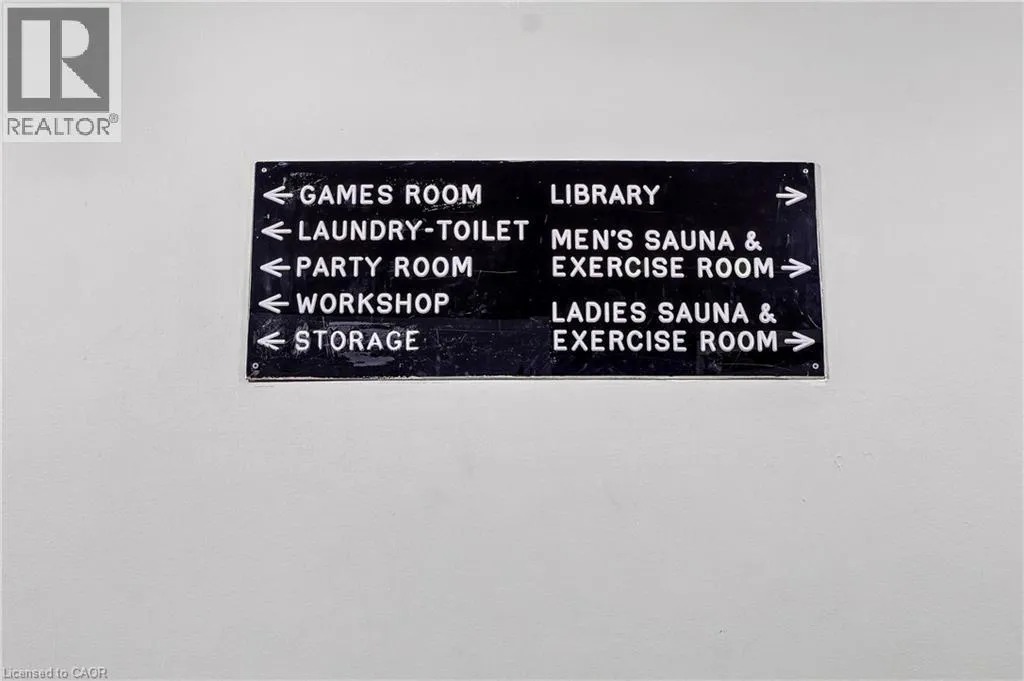 REALTOR®
GAMES ROOM
LAUNDRY-TOILET
PARTY ROOM
WORKSHOP
STORAGE
LIBRARY
MEN'S SAUNA &
EXERCISE ROOM
LADIES SAUNA &
EXERCISE ROOM
Licensed to CAOR